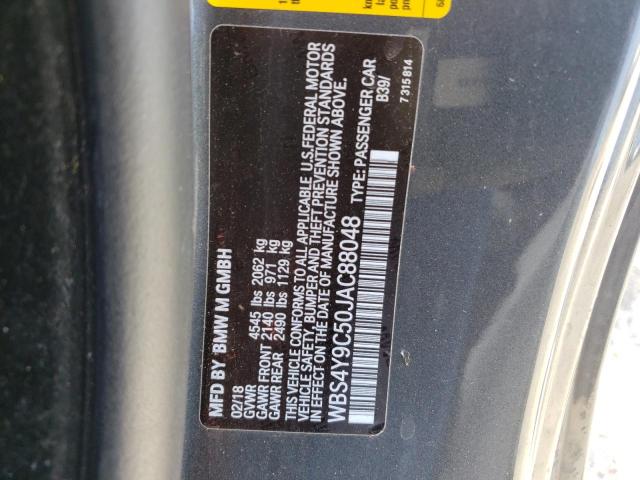 MFD BY BMW M GMBH
02/18
GVWR 4545 lbs 2062 kg
GAWR FRONT 2140 lbs 971 kg
GAWR REAR 2490 lbs 1129 kg
THIS VEHICLE CONFORMS TO ALL APPLICABLE U.S.FEDERAL MOTOR
VEHICLE SAFETY, BUMPER AND THEFT PREVENTION STANDARDS
IN EFFECT ON DATE OF MANUFACTURE SHOWN ABOVE.
WBS4Y9C50JAC88048 TYPE: PASSENGER CAR
B39/
7 315 814